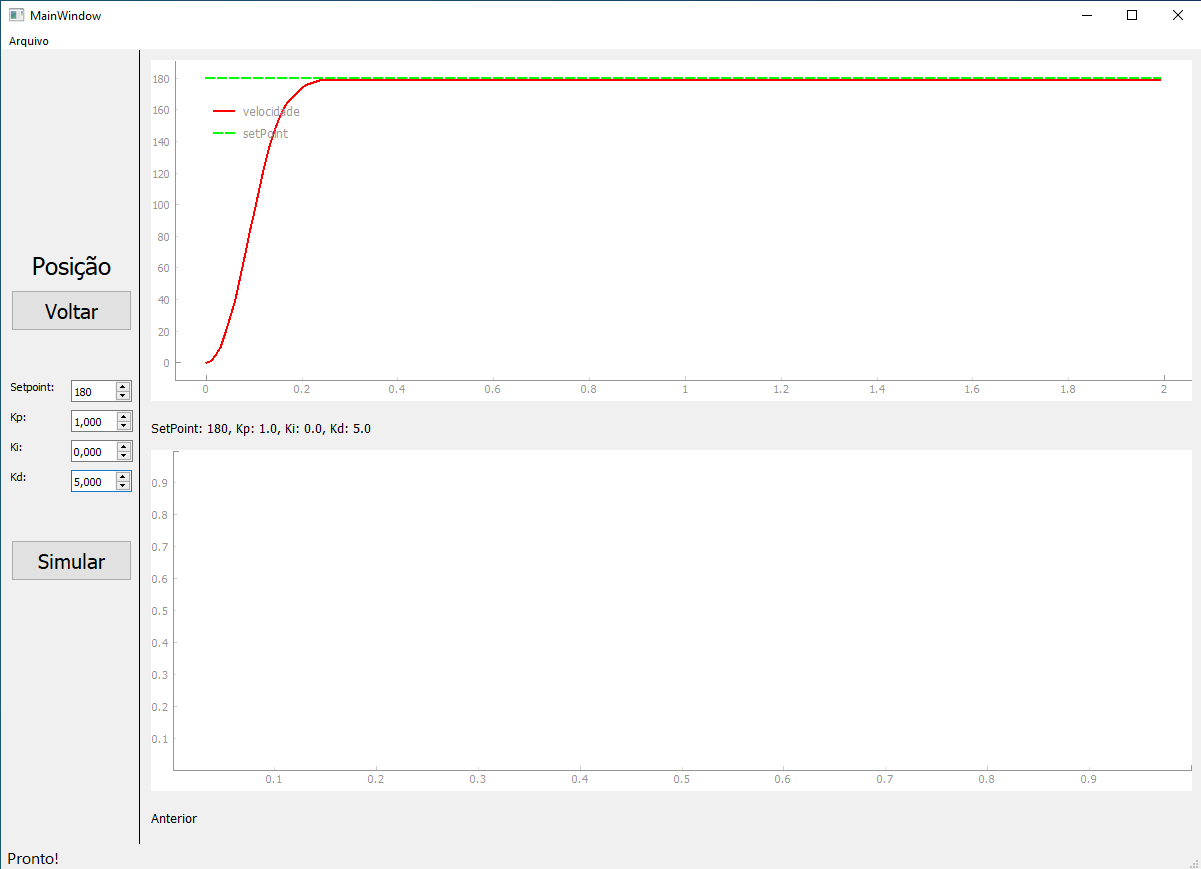 MainWindow
Arquivo
Posição
Voltar
Setpoint: 180
Kp: 1,000
Ki: 0,000
Kd: 5,000
Simular
180
160
140
120
100
80
60
40
20
0
velocidade
setPoint
0 0.2 0.4 0.6 0.8 1 1.2 1.4 1.6 1.8 2
SetPoint: 180, Kp: 1.0, Ki: 0.0, Kd: 5.0
0.9
0.8
0.7
0.6
0.5
0.4
0.3
0.2
0.1
0.1 0.2 0.3 0.4 0.5 0.6 0.7 0.8 0.9
Anterior
Pronto!